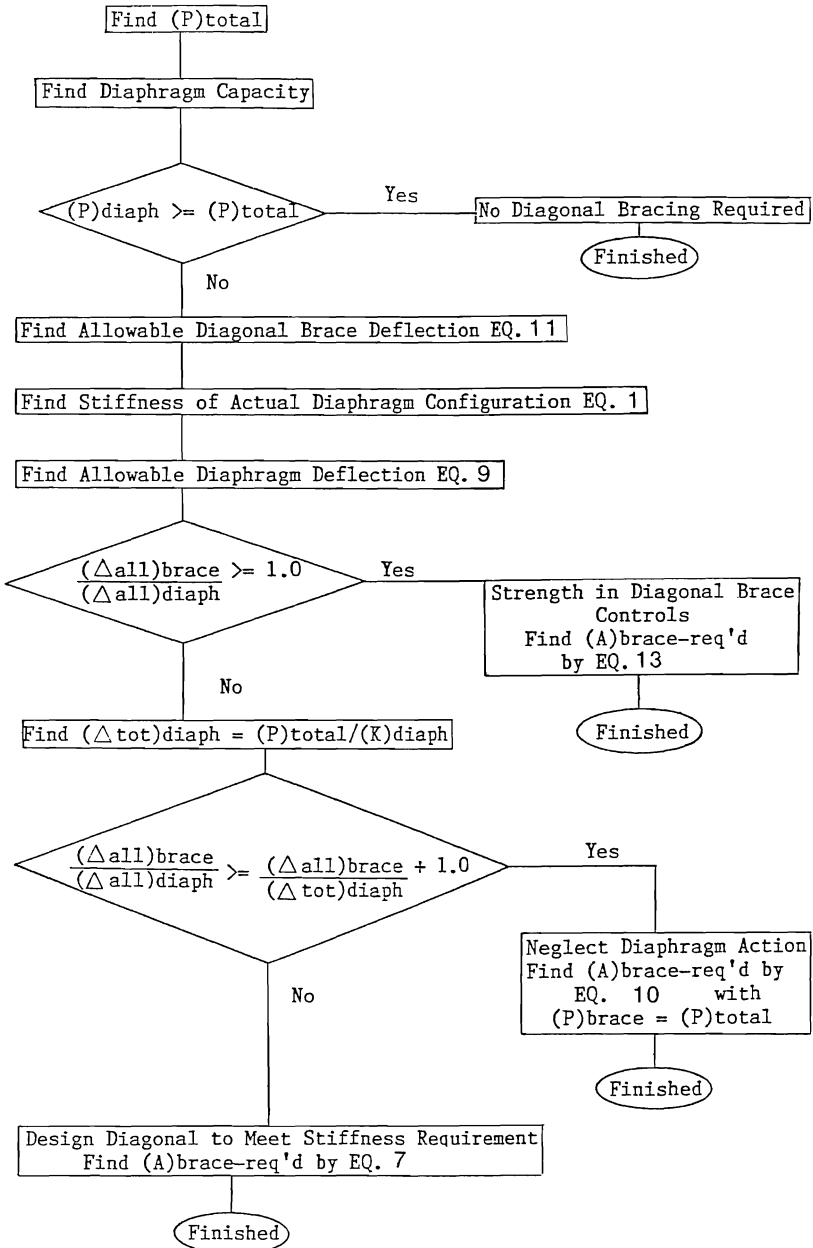 Find (P)total
Find Diaphragm Capacity
(P)diaph >= (P)total
Yes
No Diagonal Bracing Required
Finished
No
Find Allowable Diagonal Brace Deflection EQ. 11
Find Stiffness of Actual Diaphragm Configuration EQ. 1
Find Allowable Diaphragm Deflection EQ. 9
(△all)brace >= 1.0
(△all)diaph
Yes
Strength in Diagonal Brace
Controls
Find (A)brace-req'd
by EQ. 13
Finished
No
Find (△tot)diaph = (P)total/(K)diaph
(△all)brace >= (△all)brace + 1.0
(△all)diaph (△tot)diaph
Yes
Neglect Diaphragm Action
Find (A)brace-req'd by
EQ. 10 with
(P)brace = (P)total
Finished
No
Design Diagonal to Meet Stiffness Requirement
Find (A)brace-req'd by EQ. 7
Finished